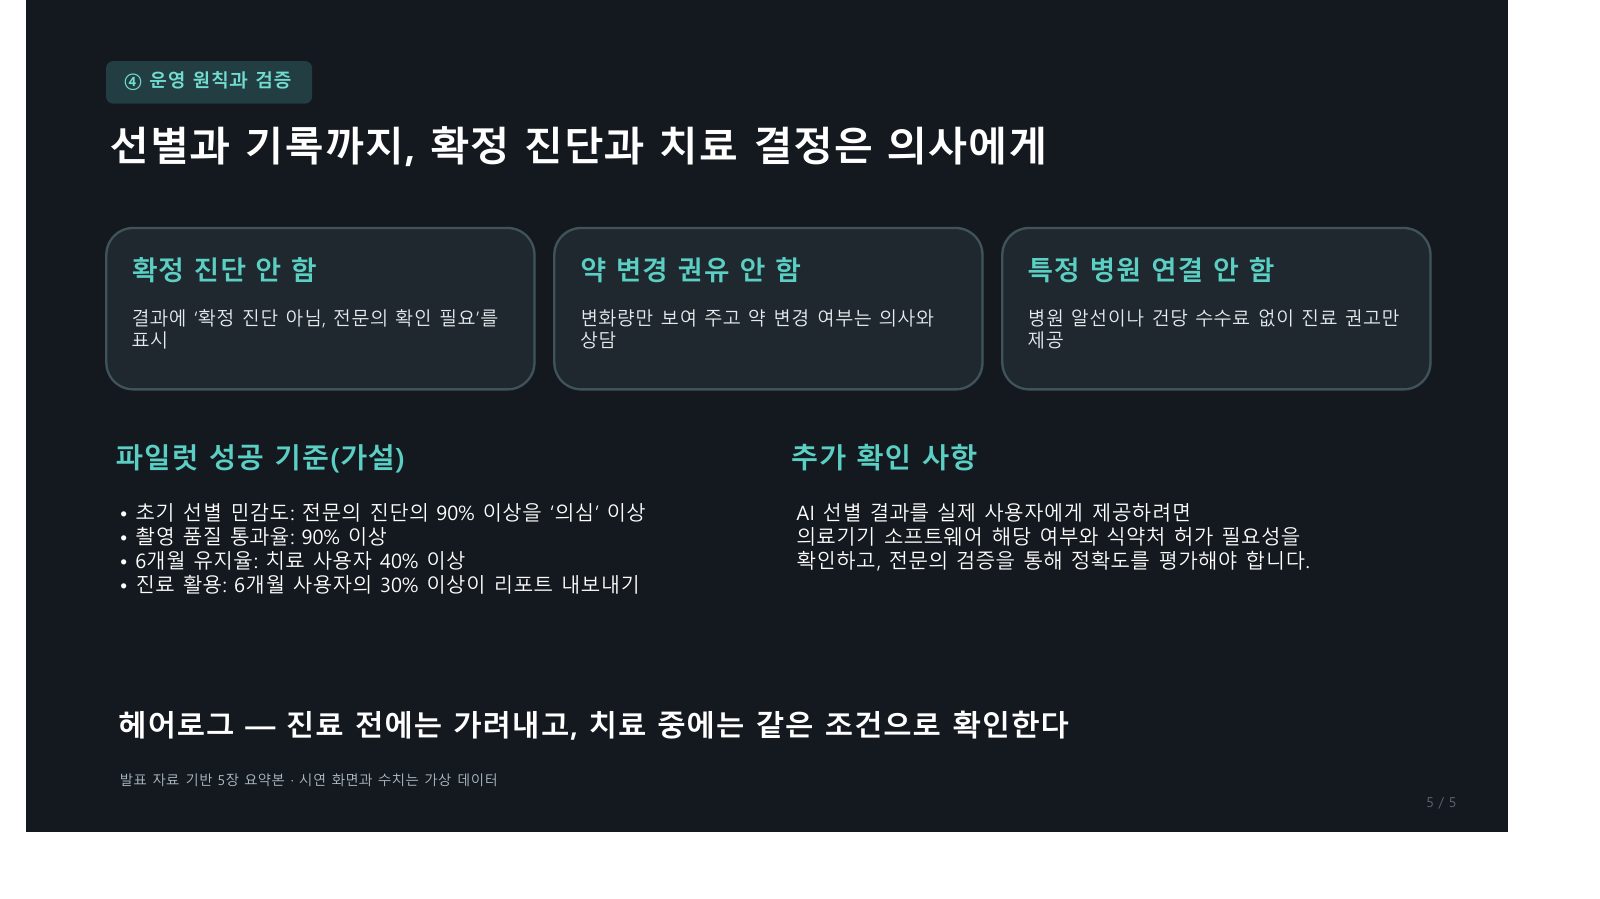 ④ 운영 원칙과 검증
선별과 기록까지, 확정 진단과 치료 결정은 의사에게
확정 진단 안 함
결과에 ‘확정 진단 아님, 전문의 확인 필요’를
표시
약 변경 권유 안 함
변화량만 보여 주고 약 변경 여부는 의사와
상담
특정 병원 연결 안 함
병원 알선이나 건당 수수료 없이 진료 권고만
제공
파일럿 성공 기준(가설)
• 초기 선별 민감도: 전문의 진단의 90% 이상을 ‘의심’ 이상
• 촬영 품질 통과율: 90% 이상
• 6개월 유지율: 치료 사용자 40% 이상
• 진료 활용: 6개월 사용자의 30% 이상이 리포트 내보내기
추가 확인 사항
AI 선별 결과를 실제 사용자에게 제공하려면
의료기기 소프트웨어 해당 여부와 식약처 허가 필요성을
확인하고, 전문의 검증을 통해 정확도를 평가해야 합니다.
헤어로그 — 진료 전에는 가려내고, 치료 중에는 같은 조건으로 확인한다
발표 자료 기반 5장 요약본 · 시연 화면과 수치는 가상 데이터
5 / 5